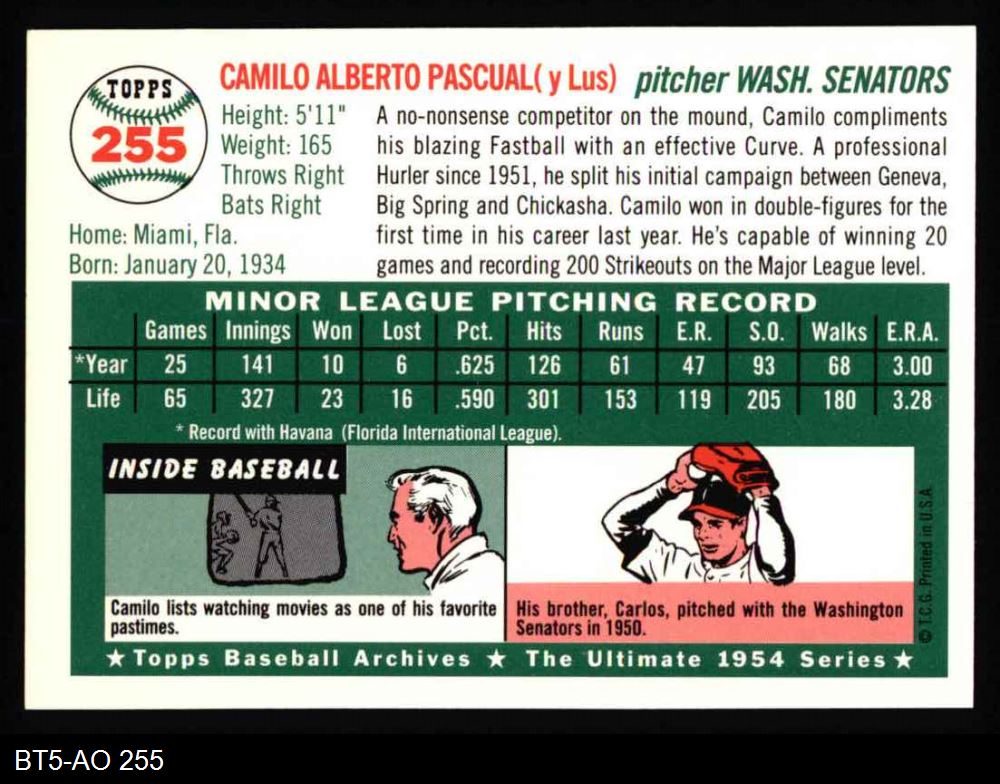 TOPPS
255
CAMILO ALBERTO PASCUAL( y Lus) pitcher WASH. SENATORS
Height: 5'11"
Weight: 165
Throws Right
Bats Right
Home: Miami, Fla.
Born: January 20, 1934
A no-nonsense competitor on the mound, Camilo compliments
his blazing Fastball with an effective Curve. A professional
Hurler since 1951, he split his initial campaign between Geneva,
Big Spring and Chickasha. Camilo won in double-figures for the
first time in his career last year. He's capable of winning 20
games and recording 200 Strikeouts on the Major League level.
MINOR LEAGUE PITCHING RECORD
Games Innings Won Lost Pct. Hits Runs E.R. S.O. Walks E.R.A.
*Year 25 141 10 6 .625 126 61 47 93 68 3.00
Life 65 327 23 16 .590 301 153 119 205 180 3.28
* Record with Havana (Florida International League).
INSIDE BASEBALL
Camilo lists watching movies as one of his favorite
pastimes.
His brother, Carlos, pitched with the Washington
Senators in 1950.
© T.C.G. Printed in U.S.A.
★ Topps Baseball Archives ★ The Ultimate 1954 Series ★
BT5-AO 255